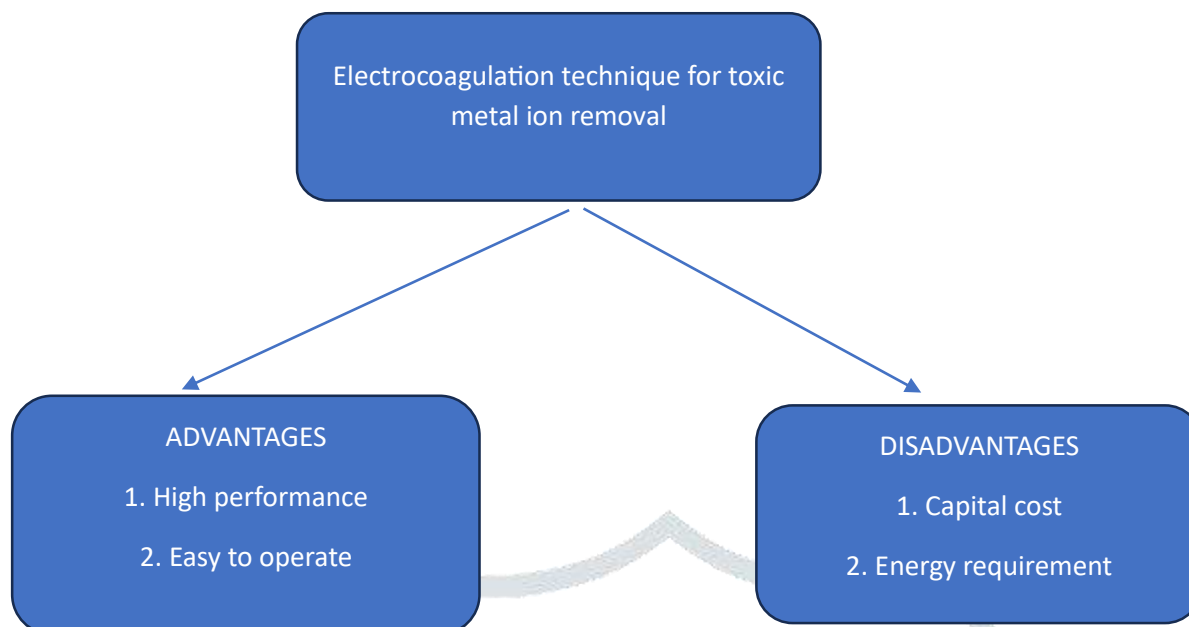 Electrocoagulation technique for toxic
metal ion removal
ADVANTAGES
1. High performance
2. Easy to operate
DISADVANTAGES
1. Capital cost
2. Energy requirement